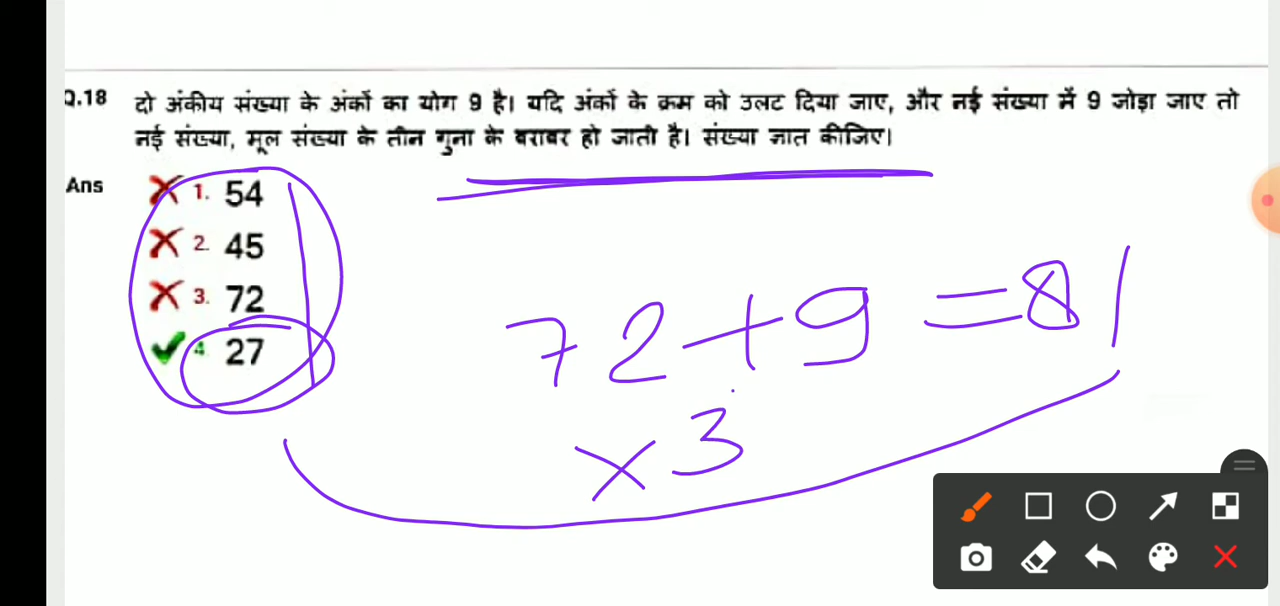 Q.18 दो अंकीय संख्या के अंकों का योग 9 है। यदि अंकों के क्रम को उलट दिया जाए, और नई संख्या में 9 जोड़ा जाए तो
नई संख्या, मूल संख्या के तीन गुना के बराबर हो जाती है। संख्या ज्ञात कीजिए।
Ans
1. 54
2. 45
3. 72
4. 27
72+9=81
×3